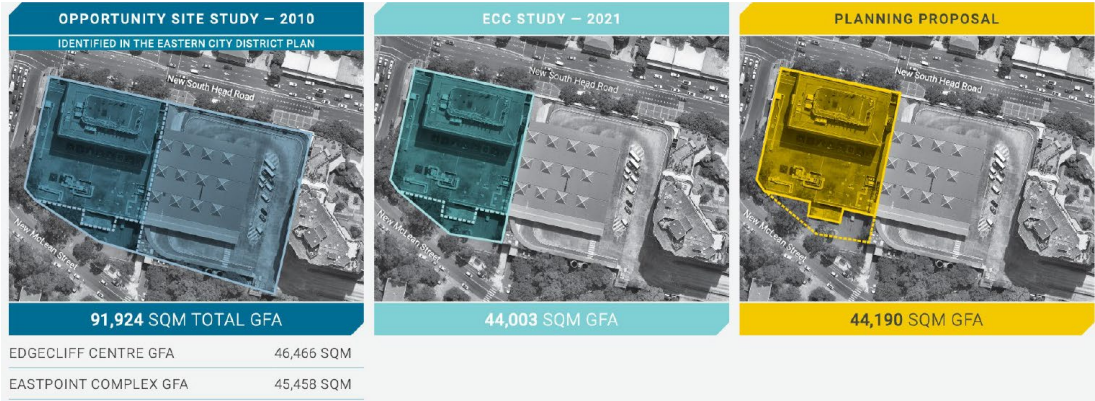 OPPORTUNITY SITE STUDY – 2010
IDENTIFIED IN THE EASTERN CITY DISTRICT PLAN
New South Head Road
New McLean Street
91,924 SQM TOTAL GFA
EDGECLIFF CENTRE GFA 46,466 SQM
EASTPOINT COMPLEX GFA 45,458 SQM
ECC STUDY – 2021
New South Head Road
New McLean Street
44,003 SQM GFA
PLANNING PROPOSAL
New South Head Road
New McLean Street
44,190 SQM GFA